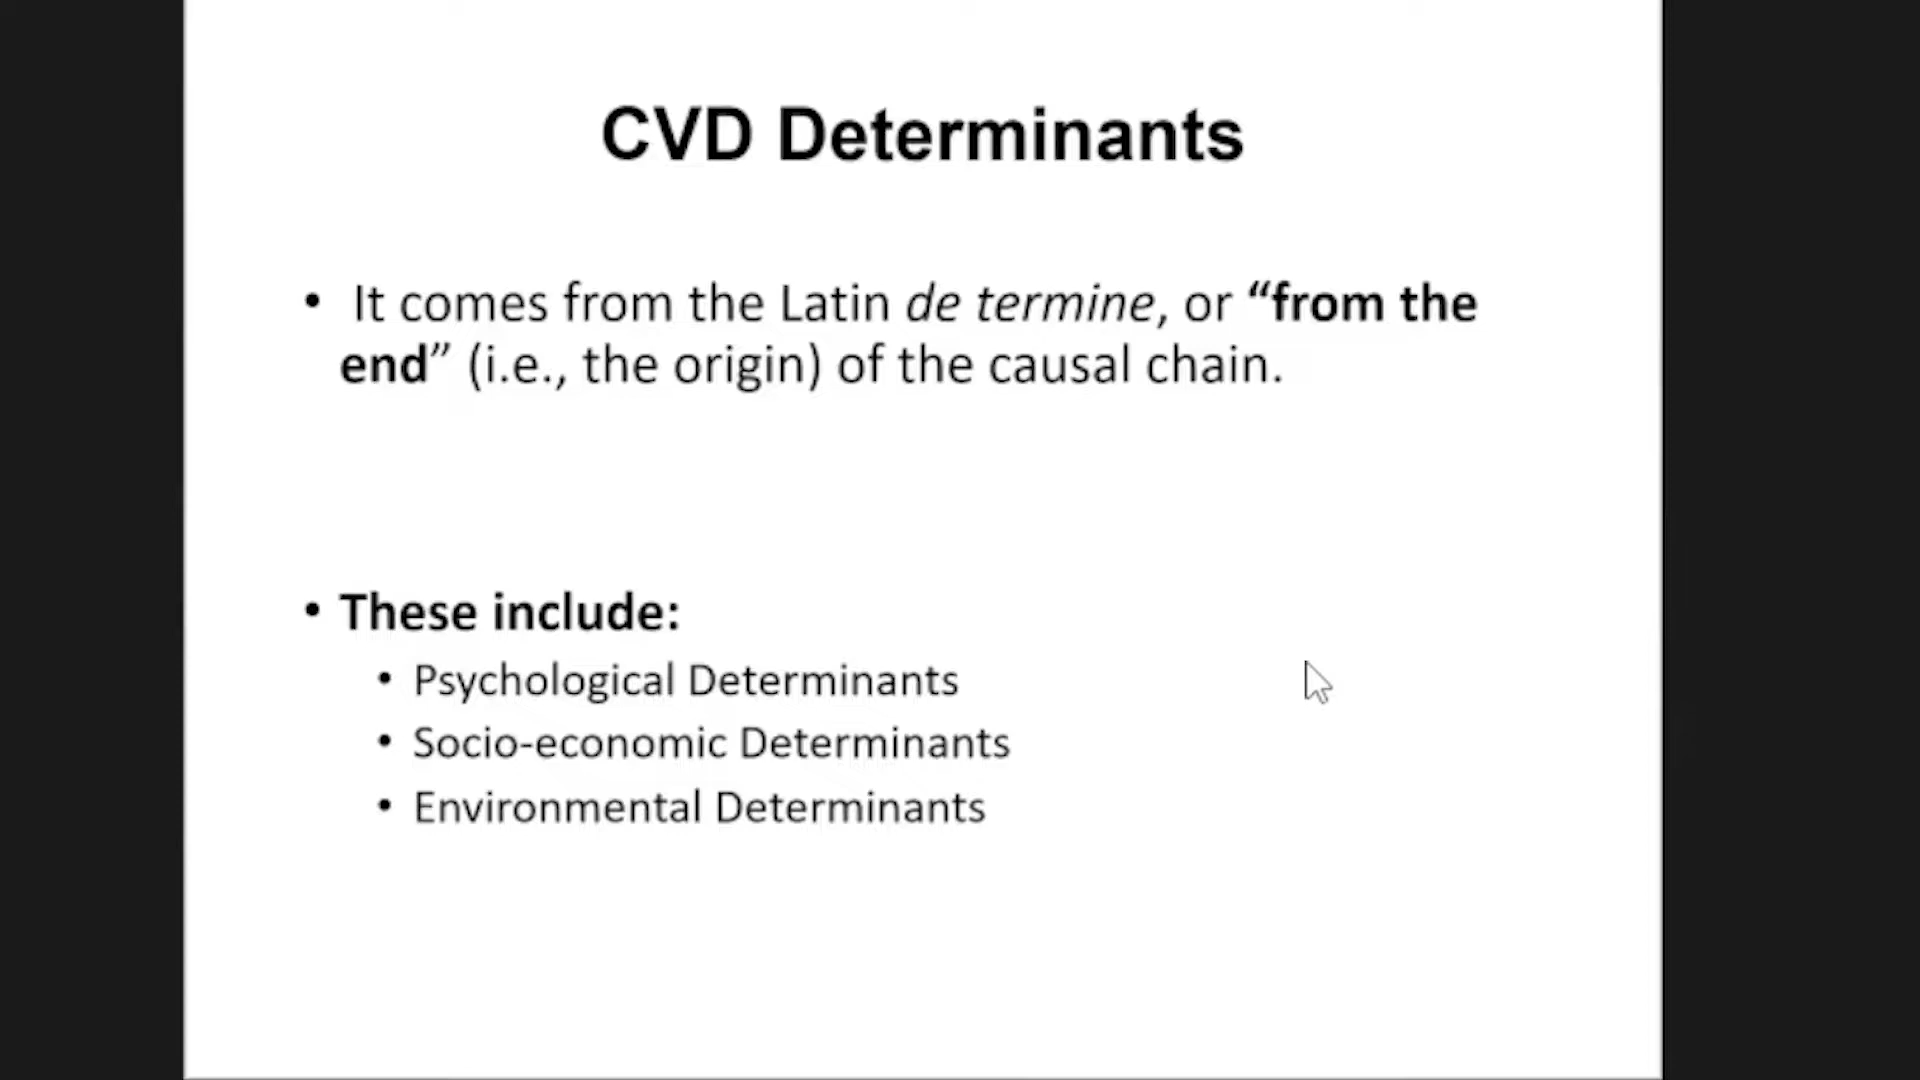 CVD Determinants
• It comes from the Latin de termine, or “from the
end” (i.e., the origin) of the causal chain.
• These include:
• Psychological Determinants
• Socio-economic Determinants
• Environmental Determinants